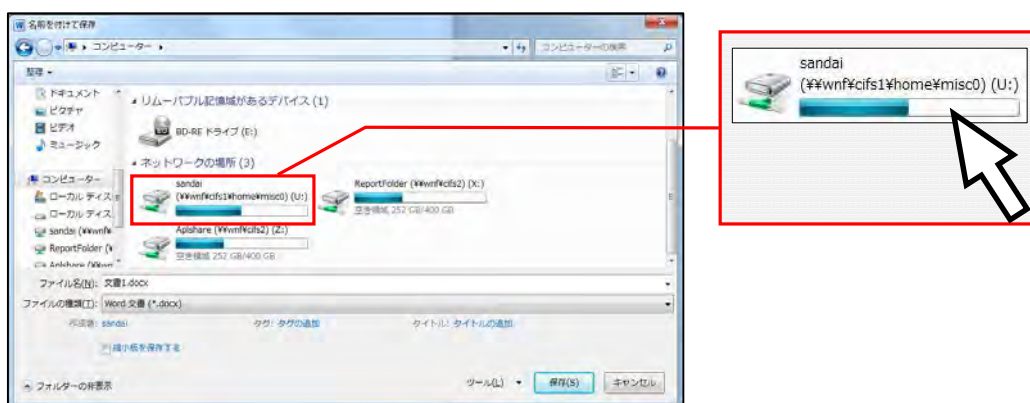 名前を付けて保存
コンピューター
コンピューターの検索
整理
ドキュメント
ピクチャ
ビデオ
ミュージック
コンピューター
ローカル ディス
ローカル ディス
sandai (¥¥wnf¥
ReportFolder (¥
Apishare (¥¥wn
リムーバブル記憶域があるデバイス (1)
BD-RE ドライブ (E:)
ネットワークの場所 (3)
sandai
(¥¥wnf¥cifs1¥home¥misc0) (U:)
ReportFolder (¥¥wnf¥cifs2) (X:)
空き領域 252 GB/400 GB
Apishare (¥¥wnf¥cifs2) (Z:)
空き領域 252 GB/400 GB
ファイル名(N): 文書1.docx
ファイルの種類(T): Word 文書 (*.docx)
作成者: sandai
タグ: タグの追加
タイトル: タイトルの追加
縮小版を保存する
フォルダーの非表示
ツール(L)
保存(S)
キャンセル
sandai
(¥¥wnf¥cifs1¥home¥misc0) (U:)